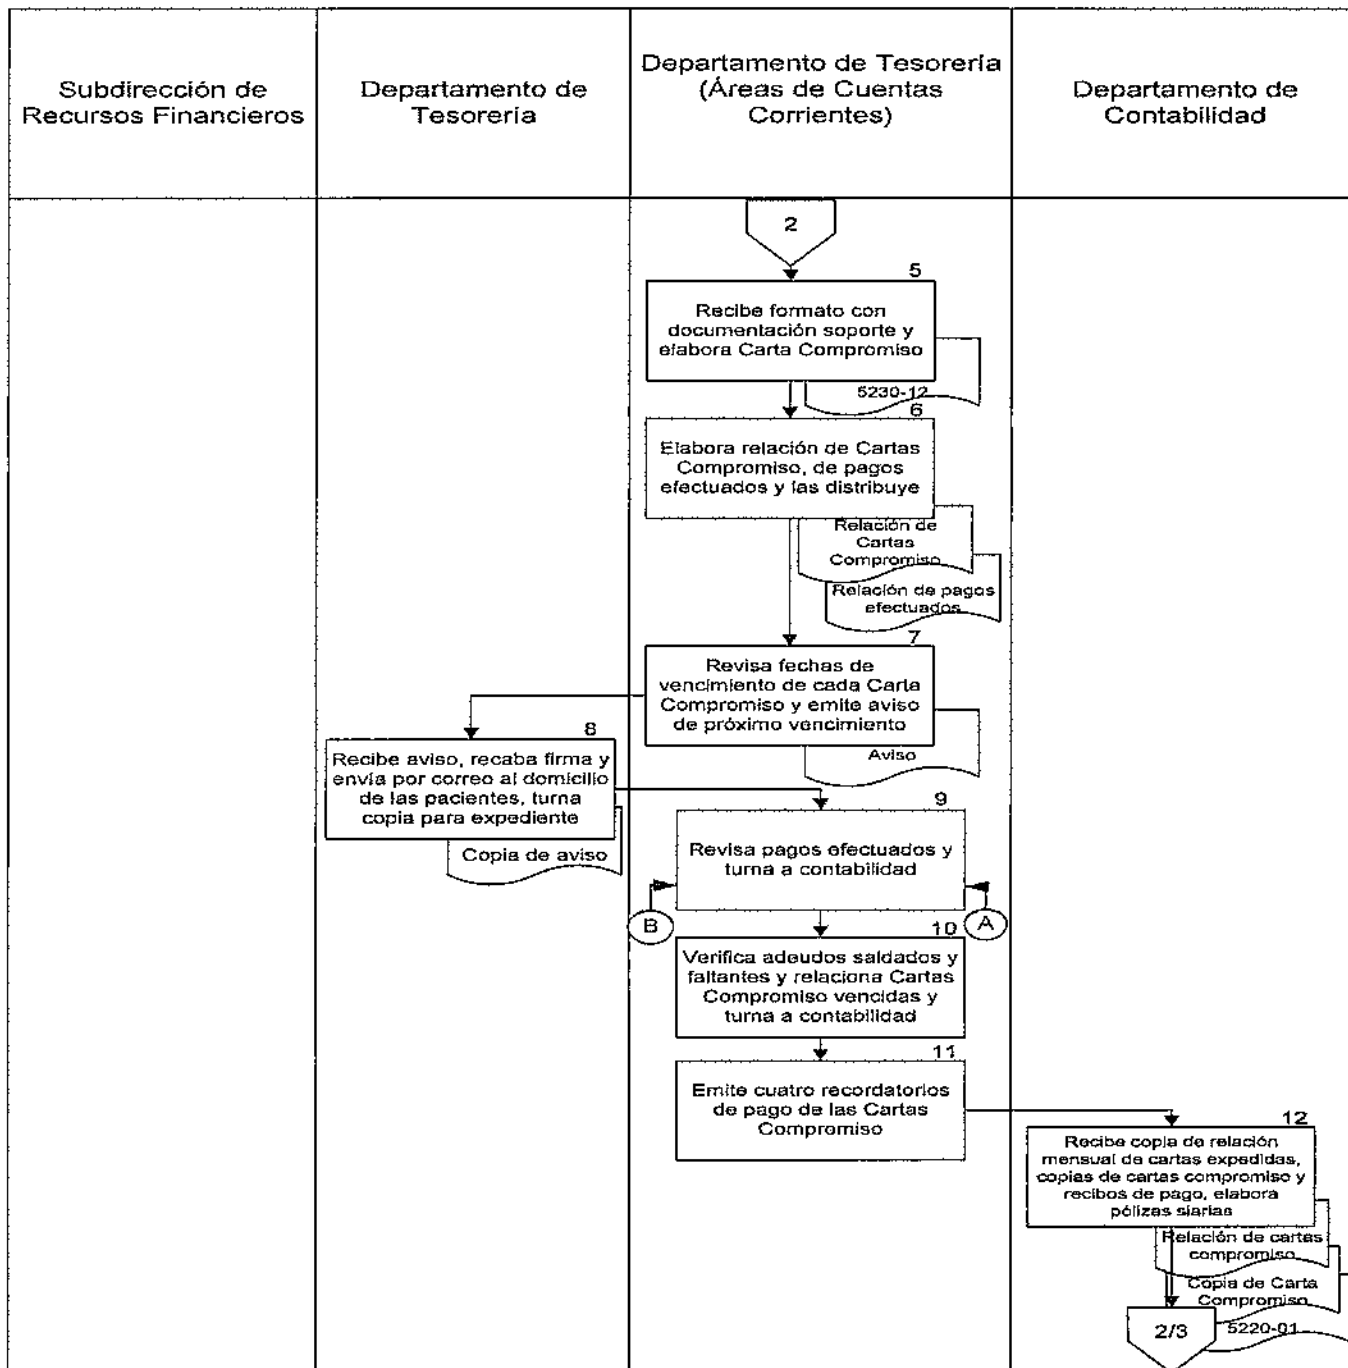 Subdirección de
Recursos Financieros
Departamento de
Tesorería
Departamento de Tesorería
(Áreas de Cuentas
Corrientes)
Departamento de
Contabilidad
2
5
Recibe formato con
documentación soporte y
elabora Carta Compromiso
5230-12
6
Elabora relación de Cartas
Compromiso, de pagos
efectuados y las distribuye
Relación de
Cartas
Compromiso
Relación de pagos
efectuados
7
Revisa fechas de
vencimiento de cada Carta
Compromiso y emite aviso
de próximo vencimiento
Aviso
8
Recibe aviso, recaba firma y
envía por correo al domicilio
de las pacientes, turna
copia para expediente
Copia de aviso
9
Revisa pagos efectuados y
turna a contabilidad
B
A
10
Verifica adeudos saldados y
faltantes y relaciona Cartas
Compromiso vencidas y
turna a contabilidad
11
Emite cuatro recordatorios
de pago de las Cartas
Compromiso
12
Recibe copia de relación
mensual de cartas expedidas,
copias de cartas compromiso y
recibos de pago, elabora
pólizas siarias
Relación de cartas
compromiso
Copia de Carta
Compromiso
5220-01
2/3